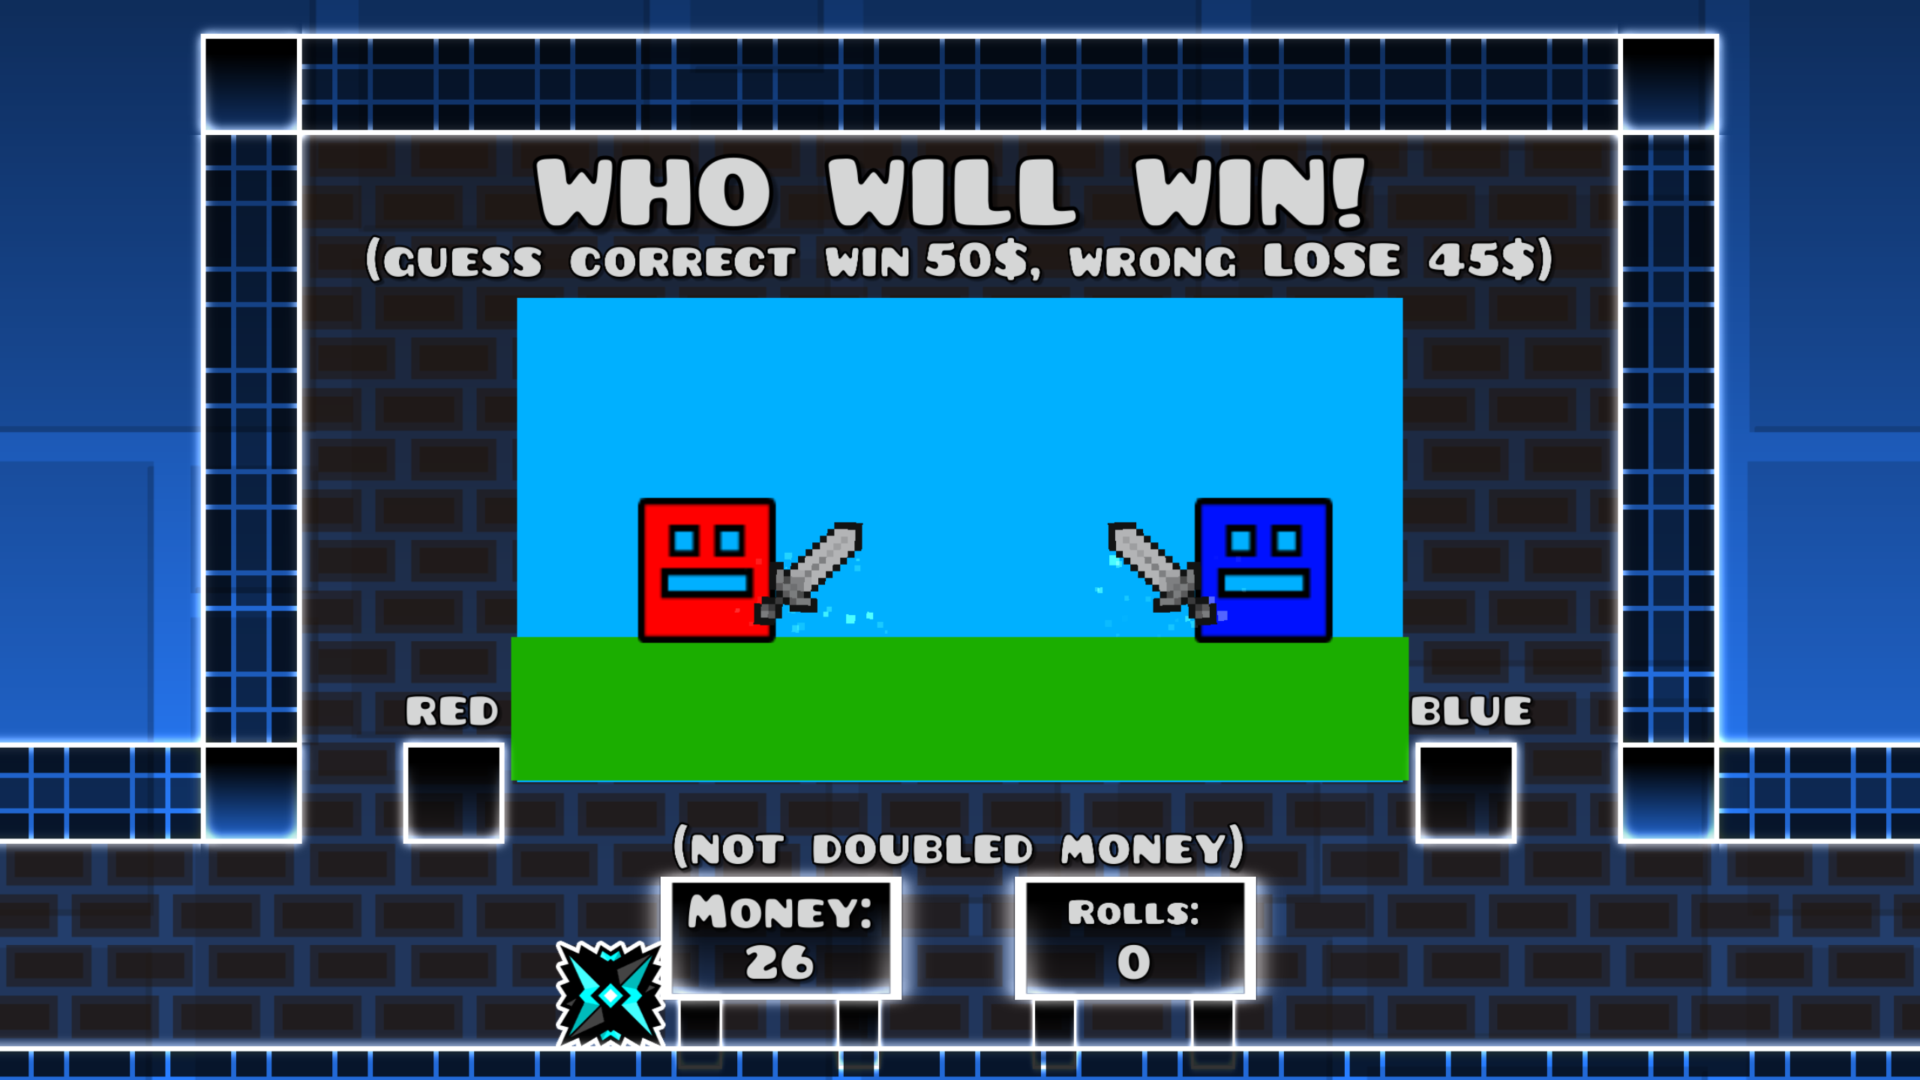 WHO WILL WIN!
(GUESS CORRECT WIN 50$, WRONG LOSE 45$)
RED
BLUE
(NOT DOUBLED MONEY)
MONEY:
26
ROLLS:
0